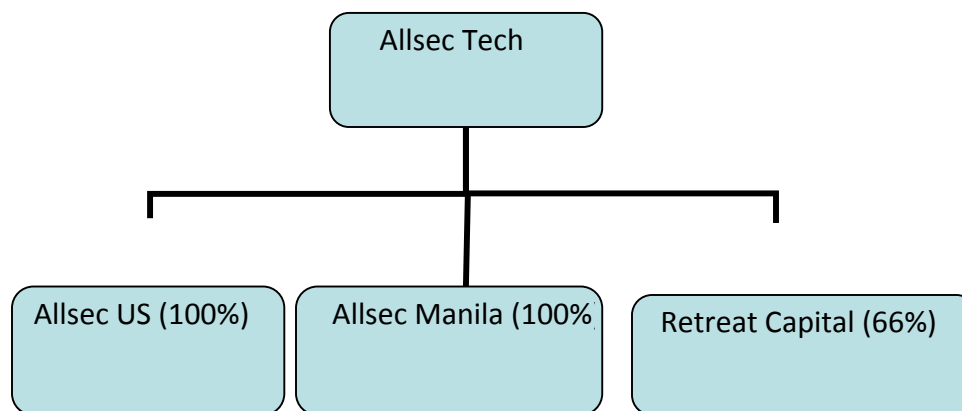 Allsec Tech
Allsec US (100%)
Allsec Manila (100%)
Retreat Capital (66%)